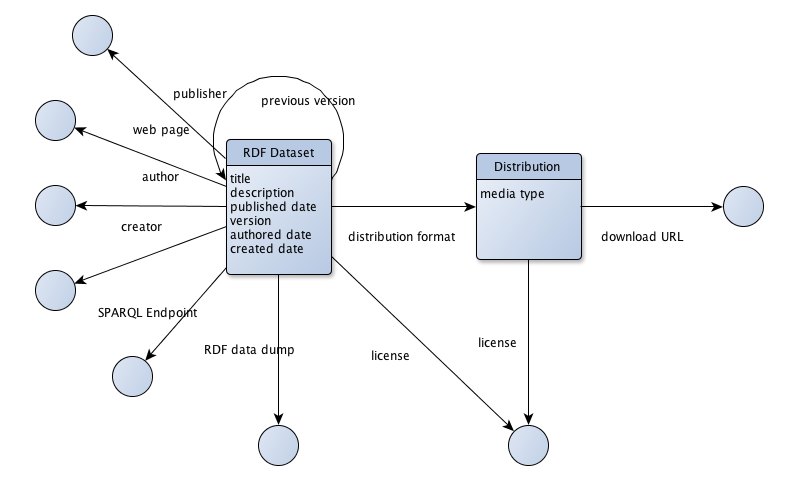 publisher
previous version
web page
RDF Dataset
title
description
published date
version
authored date
created date
author
creator
Distribution
media type
distribution format
download URL
SPARQL Endpoint
RDF data dump
license
license